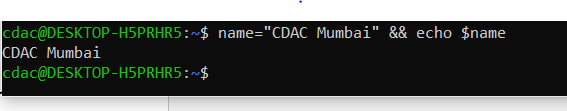 cdac@DESKTOP-H5PRHR5:~$ name="CDAC Mumbai" && echo $name
CDAC Mumbai
cdac@DESKTOP-H5PRHR5:~$